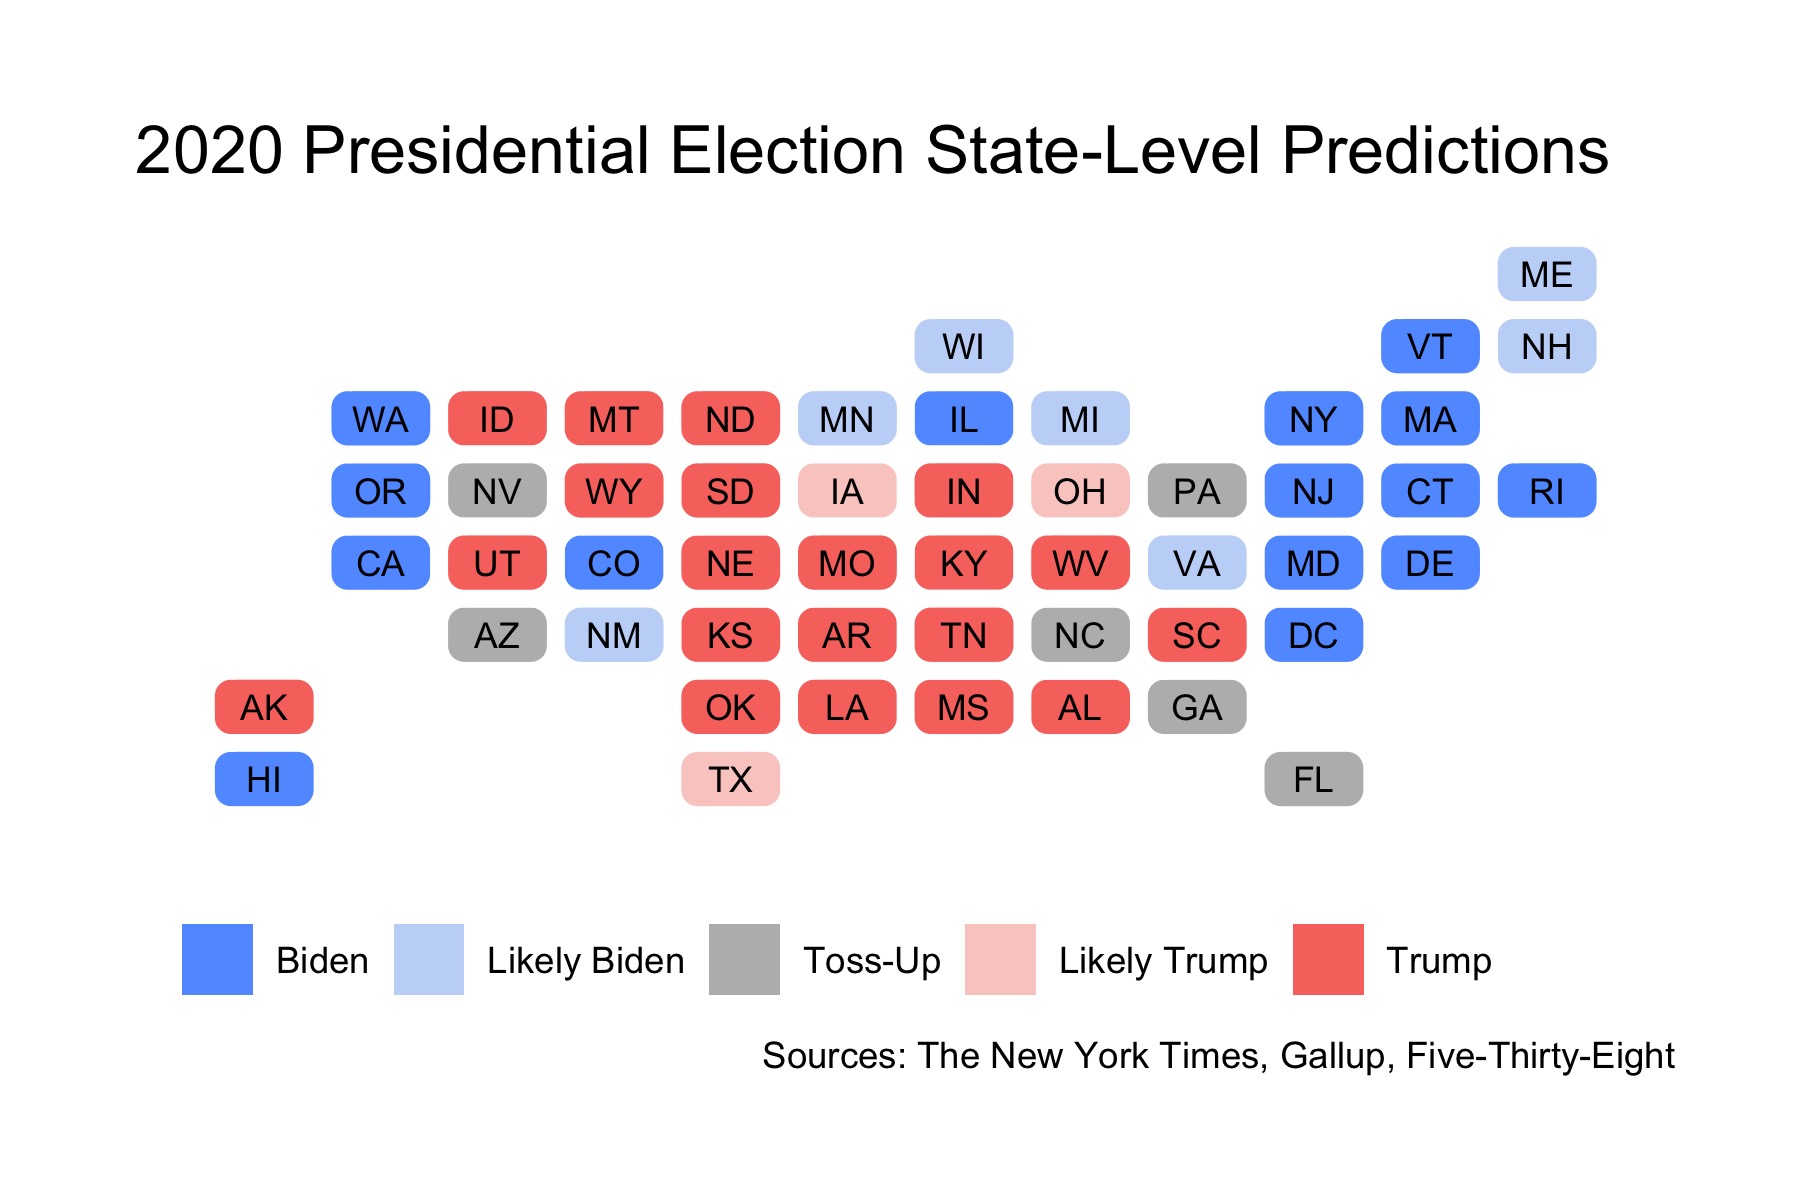 2020 Presidential Election State-Level Predictions
ME
WI VT NH
WA ID MT ND MN IL MI NY MA
OR NV WY SD IA IN OH PA NJ CT RI
CA UT CO NE MO KY WV VA MD DE
AZ NM KS AR TN NC SC DC
AK OK LA MS AL GA
HI TX FL
Biden Likely Biden Toss-Up Likely Trump Trump
Sources: The New York Times, Gallup, Five-Thirty-Eight